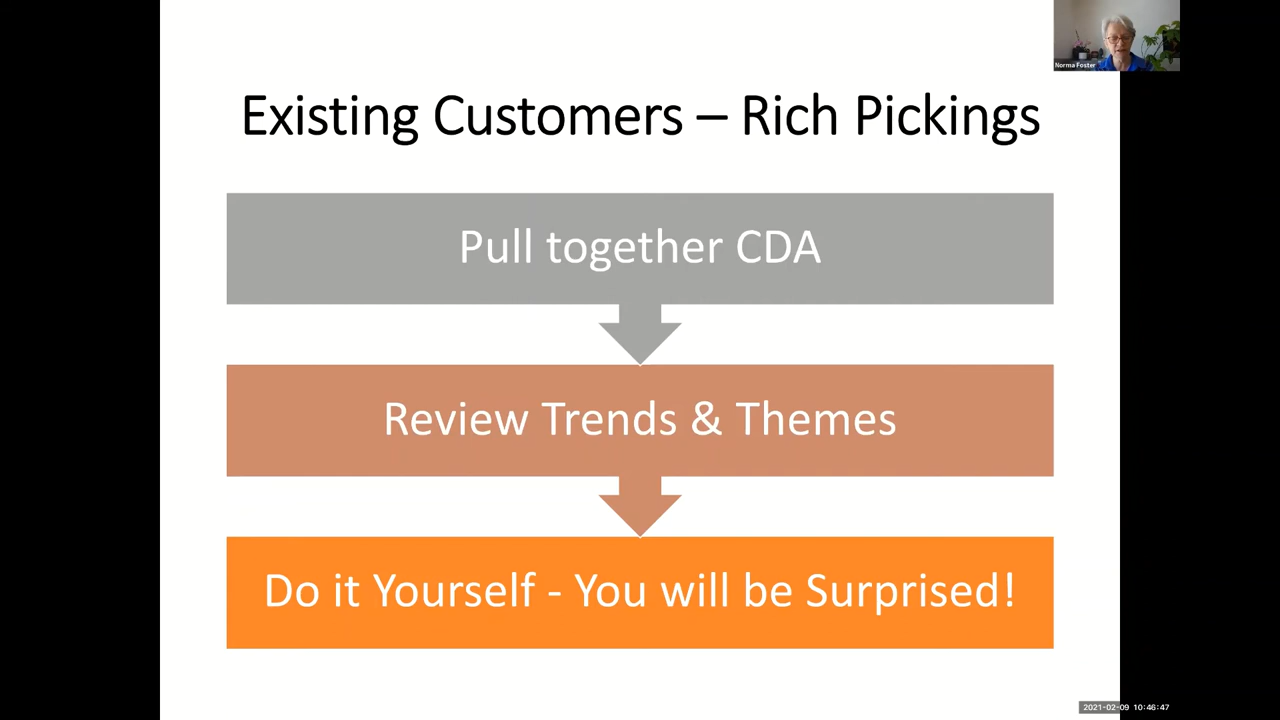 Norma Foster
Existing Customers – Rich Pickings
Pull together CDA
Review Trends & Themes
Do it Yourself - You will be Surprised!
2021-02-09 10:46:47